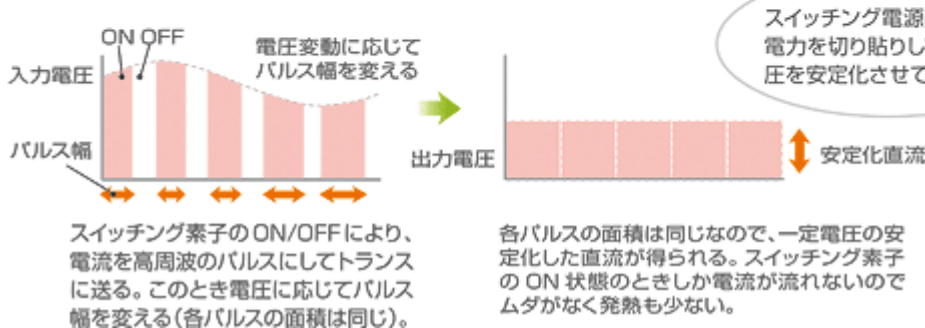 ON OFF
電圧変動に応じて
パルス幅を変える
入力電圧
パルス幅
スイッチング素子のON/OFFにより、
電流を高周波のパルスにしてトランス
に送る。このとき電圧に応じてパルス
幅を変える(各パルスの面積は同じ)。
スイッチング電源
電力を切り貼りし
圧を安定化させて
出力電圧
安定化直流
各パルスの面積は同じなので、一定電圧の安
定化した直流が得られる。スイッチング素子
の ON 状態のときしか電流が流れないので
ムダがなく発熱も少ない。